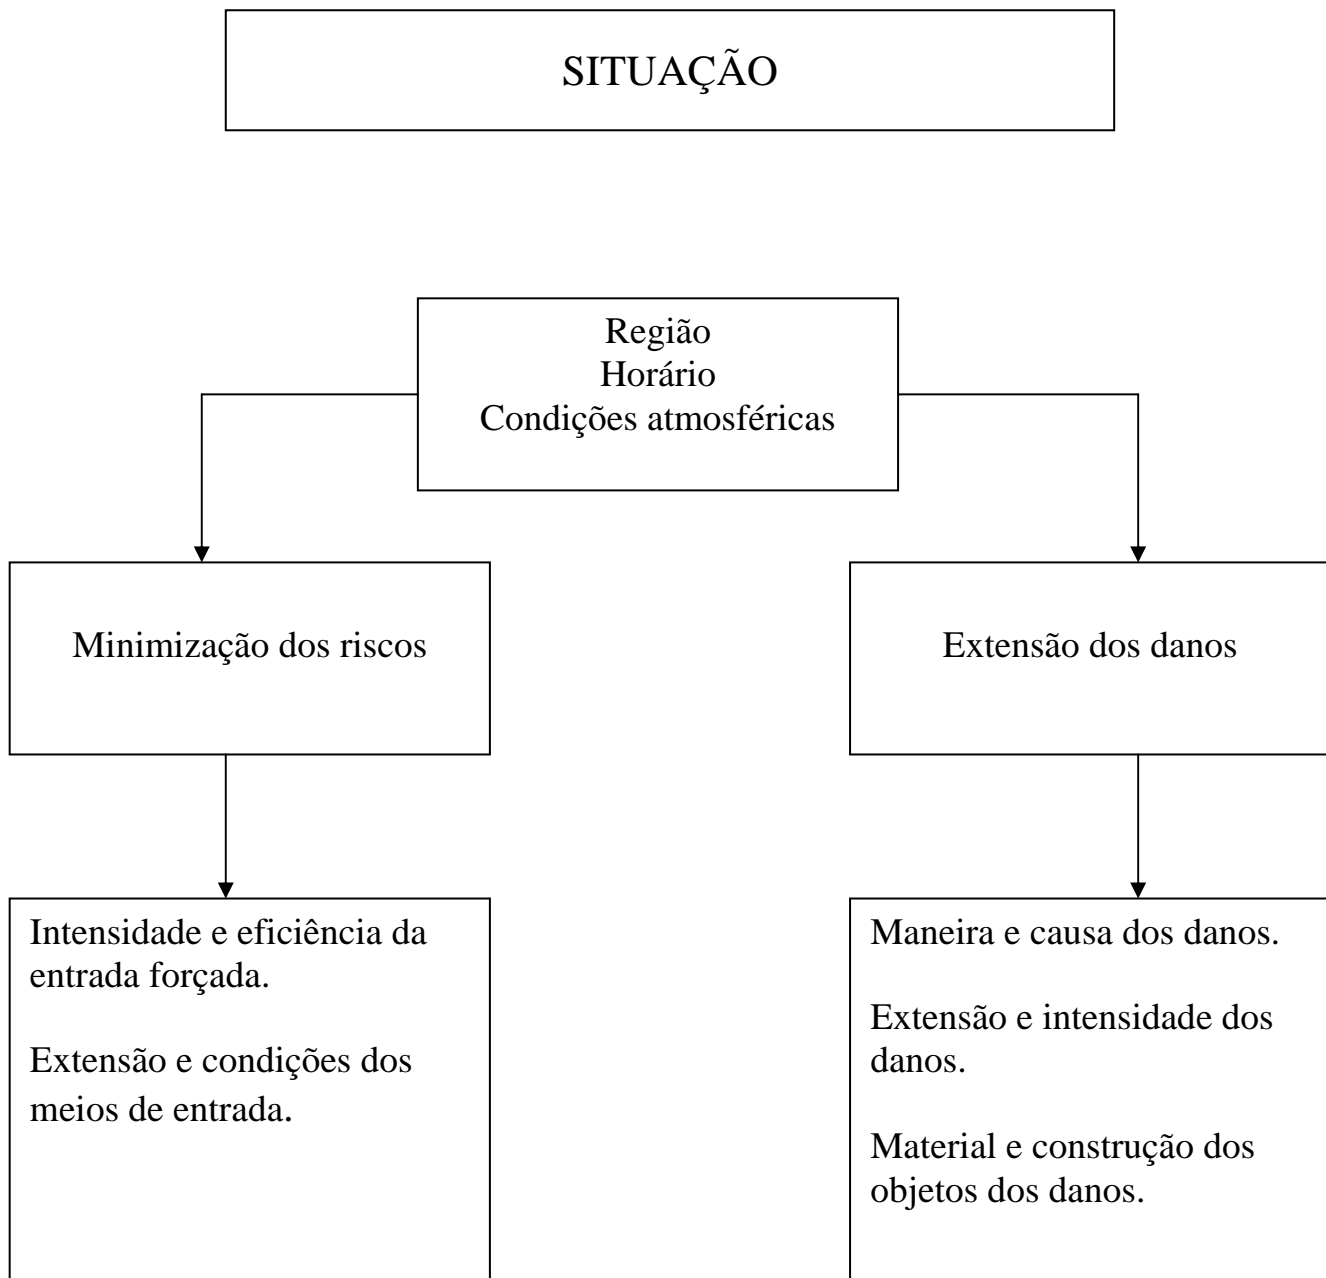 SITUAÇÃO
Região
Horário
Condições atmosféricas
Minimização dos riscos
Extensão dos danos
Intensidade e eficiência da
entrada forçada.
Extensão e condições dos
meios de entrada.
Maneira e causa dos danos.
Extensão e intensidade dos
danos.
Material e construção dos
objetos dos danos.